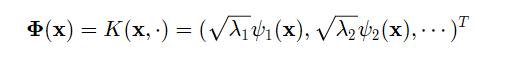 Φ(x) = K(x, ·) = (√λ₁ψ₁(x), √λ₂ψ₂(x), ⋯)ᵀ